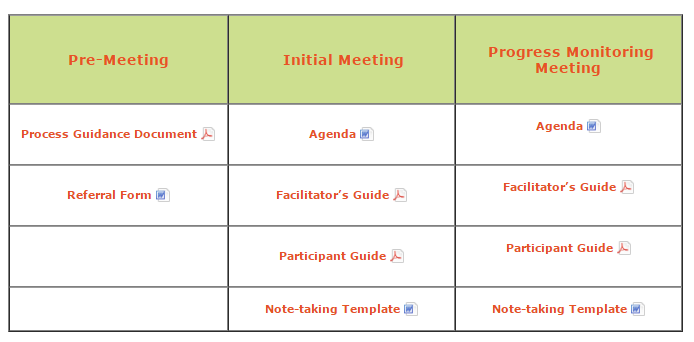 Pre-Meeting
Initial Meeting
Progress Monitoring
Meeting
Process Guidance Document
Agenda
Agenda
Referral Form
Facilitator’s Guide
Facilitator’s Guide
Participant Guide
Participant Guide
Note-taking Template
Note-taking Template